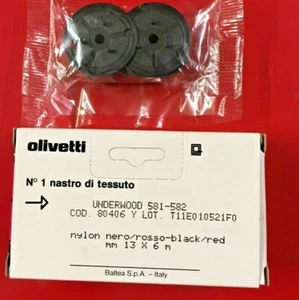 olivetti
N° 1 nastro di tessuto
UNDERWOOD 581-582
COD. 80406 Y LOT. T11E010521F0
nylon nero/rosso-black/red
mm 13 X 6 m
Baltea S.p.A. – Italy